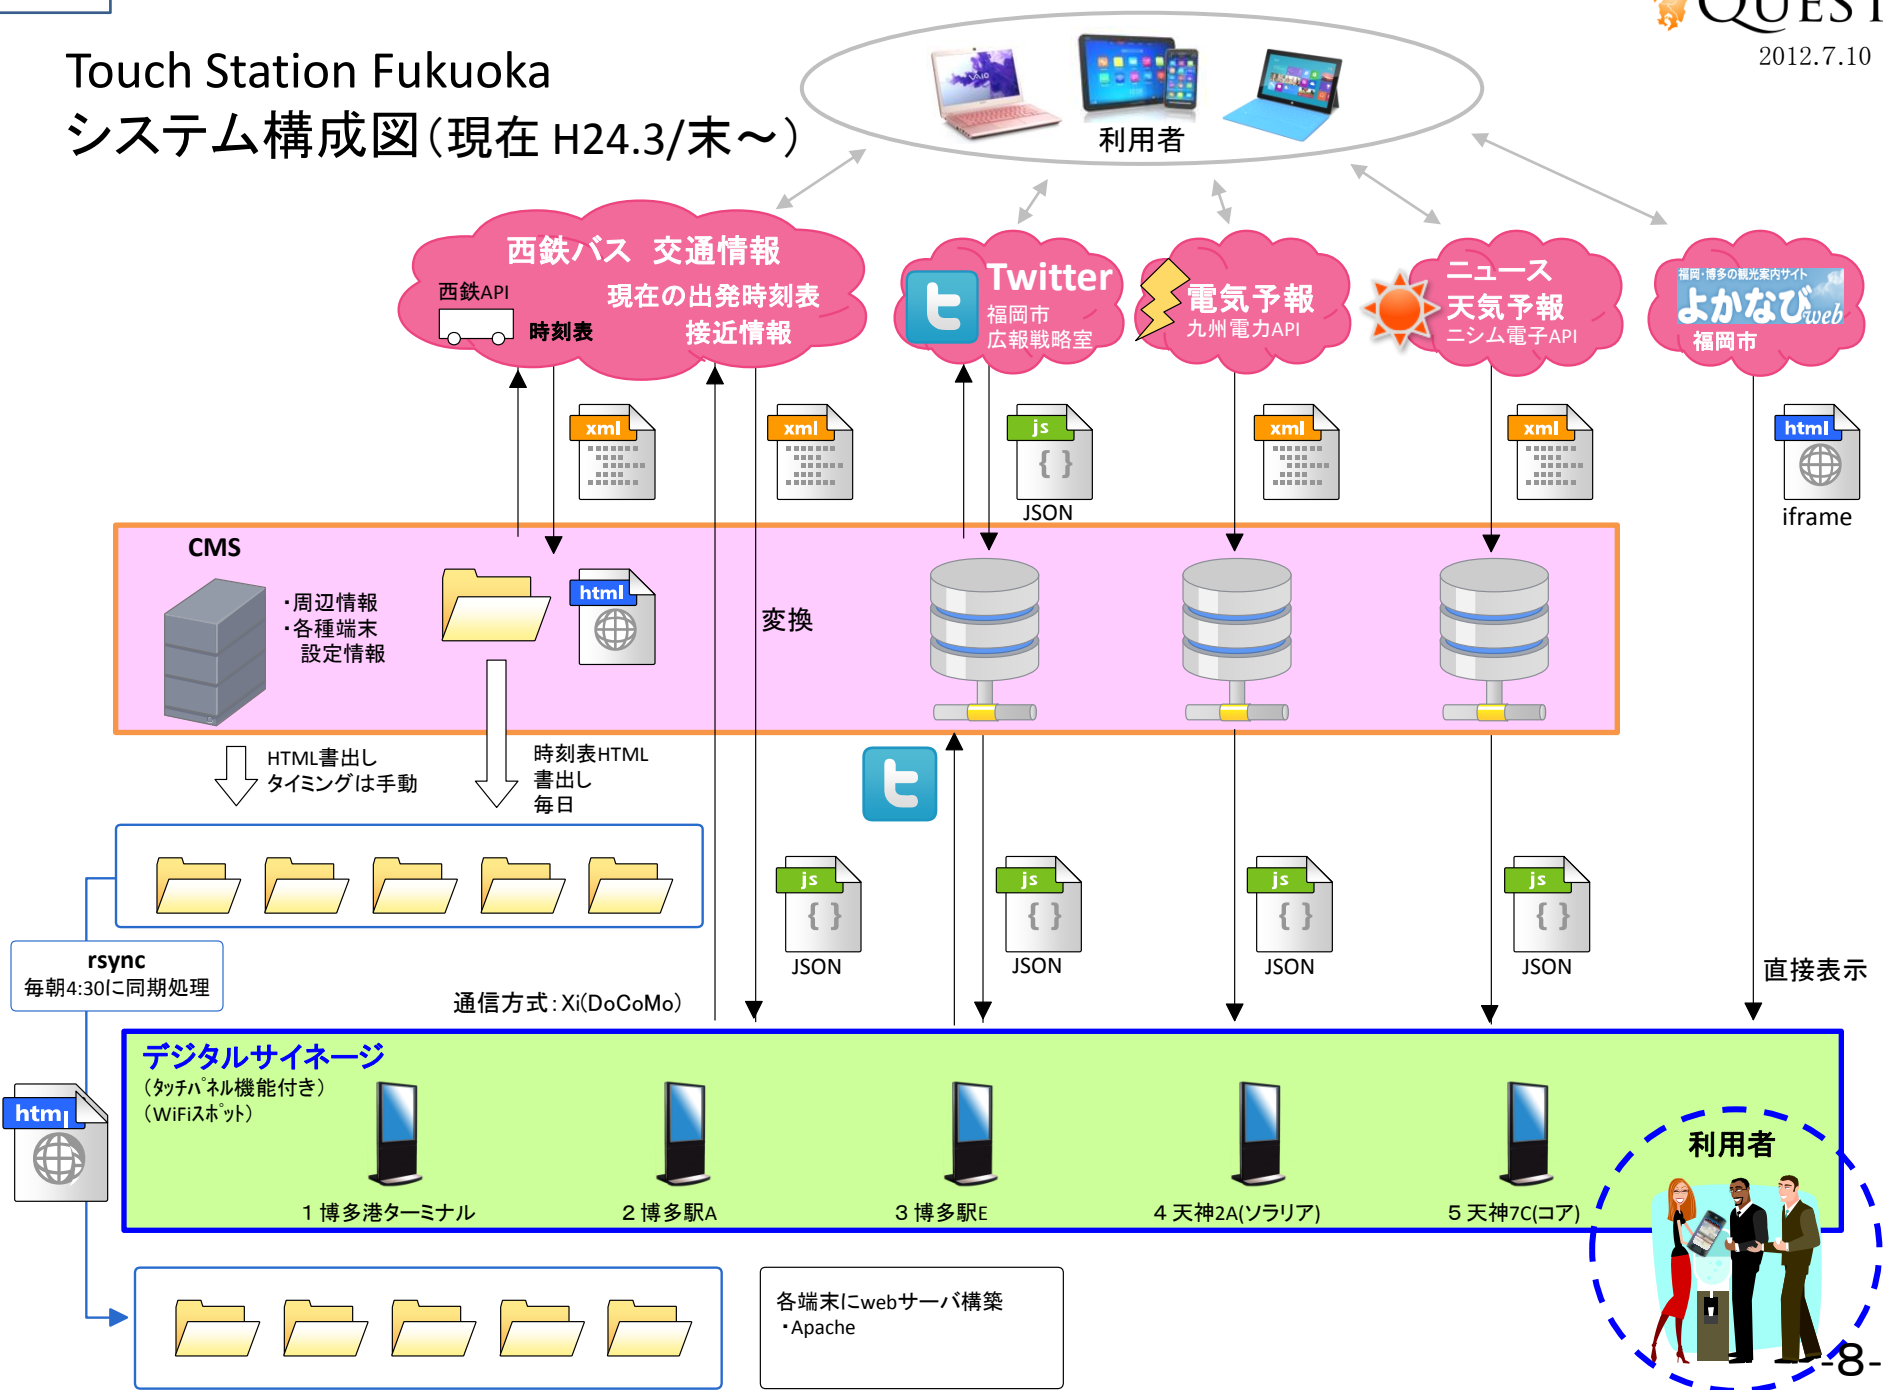 QUEST
2012.7.10
Touch Station Fukuoka
システム構成図（現在 H24.3/末～）
利用者
西鉄バス 交通情報
西鉄API
現在の出発時刻表
時刻表
接近情報
Twitter
福岡市
広報戦略室
電気予報
九州電力API
ニュース
天気予報
ニシム電子API
福岡・博多の観光案内サイト
よかなびweb
福岡市
xml
xml
js
{ }
JSON
xml
xml
html
iframe
CMS
・周辺情報
・各種端末
設定情報
html
変換
HTML書出し
タイミングは手動
時刻表HTML
書出し
毎日
js
{ }
JSON
js
{ }
JSON
js
{ }
JSON
js
{ }
JSON
rsync
毎朝4:30に同期処理
通信方式：Xi(DoCoMo)
直接表示
html
デジタルサイネージ
（ﾀｯﾁﾊﾟﾈﾙ機能付き）
（WiFiｽﾎﾟｯﾄ）
１博多港ターミナル
２博多駅A
３博多駅E
４天神2A(ソラリア)
５天神7C(コア)
利用者
各端末にwebサーバ構築
・Apache
-8-